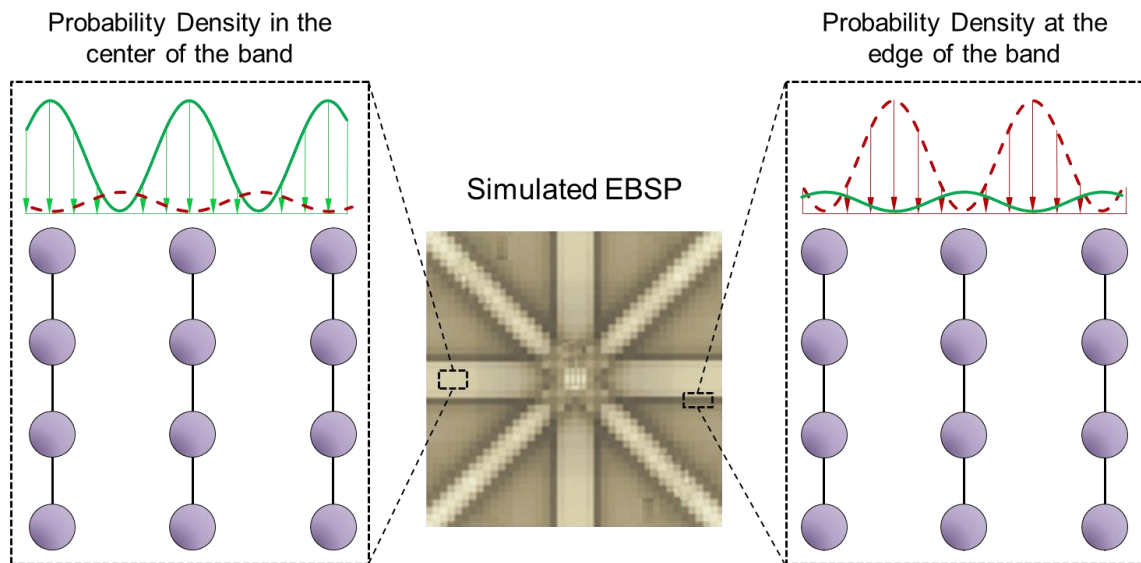 Probability Density in the
center of the band
Probability Density at the
edge of the band
Simulated EBSP